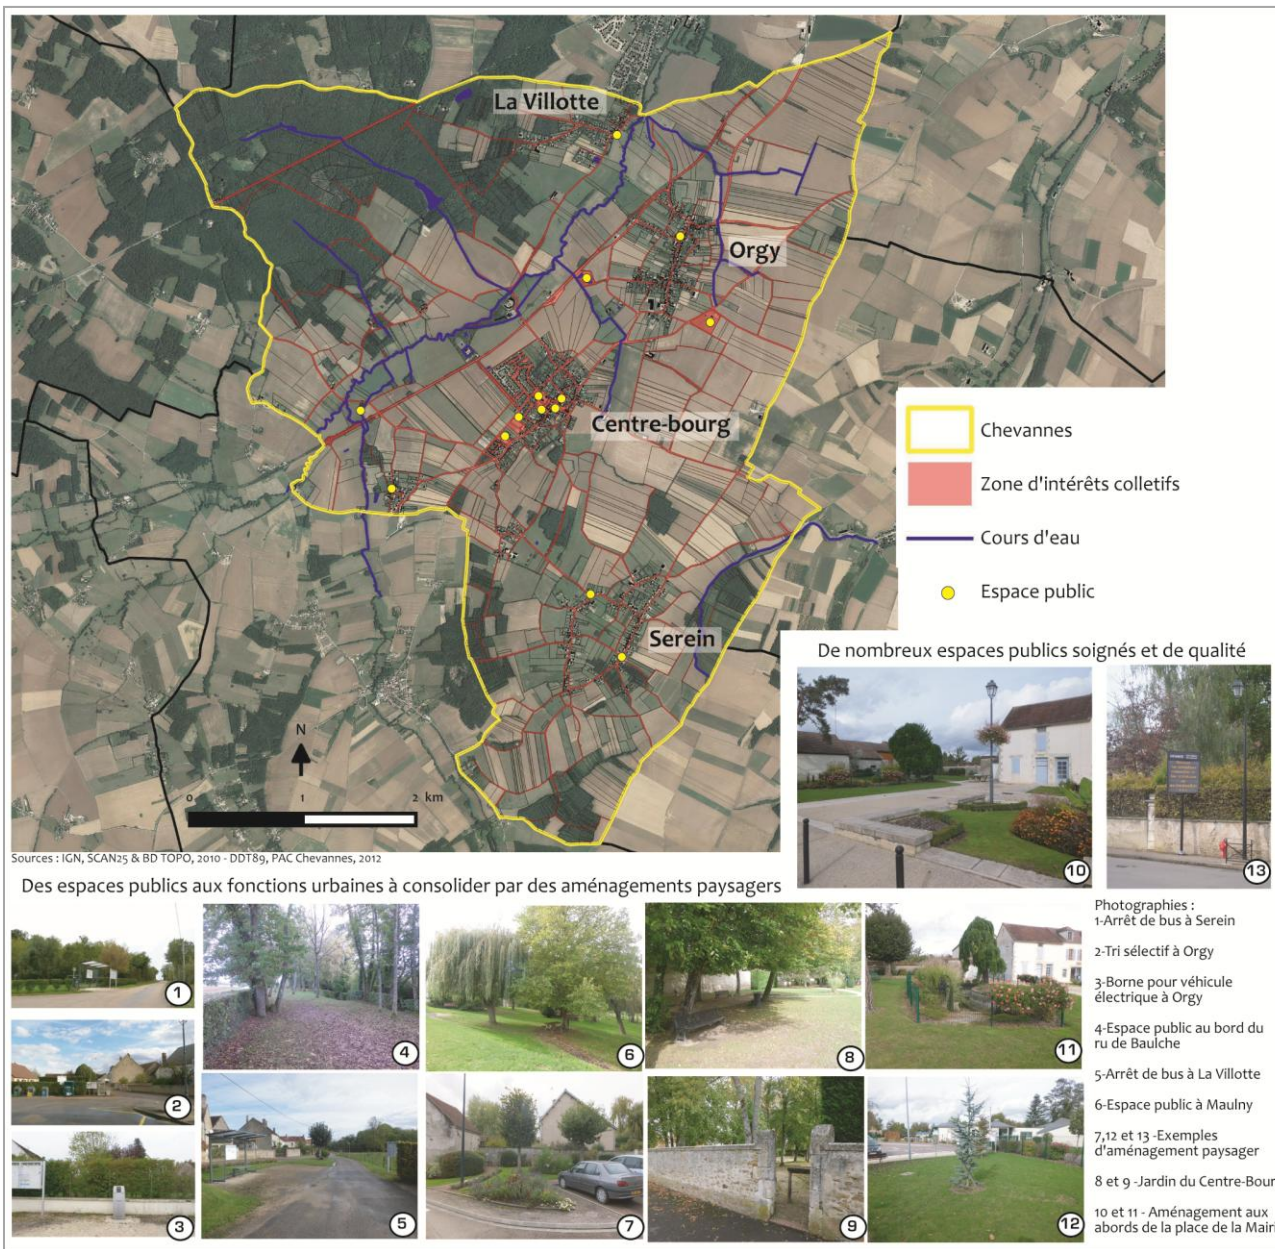 La Villotte
Orgy
Centre-bourg
Serein
N
0 1 2 km
Chevannes
Zone d'intérêts colletifs
Cours d'eau
Espace public
Sources : IGN, SCAN25 & BD TOPO, 2010 - DDT89, PAC Chevannes, 2012
De nombreux espaces publics soignés et de qualité
10
13
Des espaces publics aux fonctions urbaines à consolider par des aménagements paysagers
1
2
3
4
5
6
7
8
9
11
12
Photographies :
1-Arrêt de bus à Serein
2-Tri sélectif à Orgy
3-Borne pour véhicule
électrique à Orgy
4-Espace public au bord du
ru de Baulche
5-Arrêt de bus à La Villotte
6-Espace public à Maulny
7,12 et 13 -Exemples
d'aménagement paysager
8 et 9 -Jardin du Centre-Bour
10 et 11 - Aménagement aux
abords de la place de la Mairi